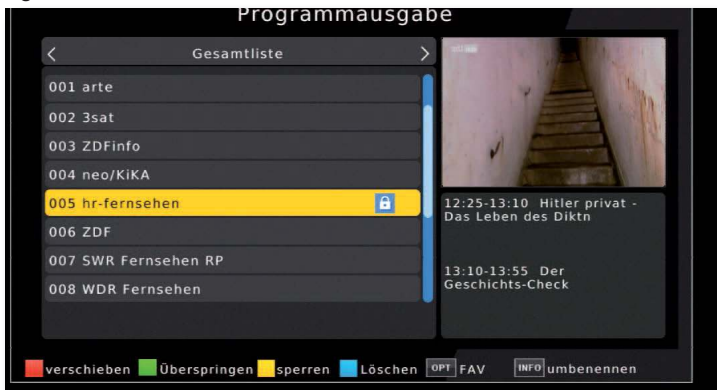 Programmausgabe
< Gesamtliste >
001 arte
002 3sat
003 ZDFinfo
004 neo/KiKA
005 hr-fernsehen
006 ZDF
007 SWR Fernsehen RP
008 WDR Fernsehen
12:25-13:10 Hitler privat -
Das Leben des Diktn
13:10-13:55 Der
Geschichts-Check
verschieben Überspringen sperren Löschen OPT FAV INFO umbenennen